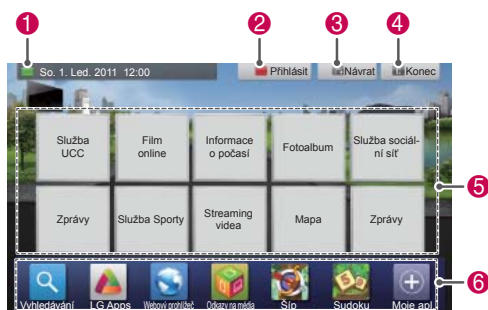 1 2 3 4
So. 1. Led. 2011 12:00 Přihlásit Návrat Konec
Služba
UCC
Film
online
Informace
o počasí
Fotoalbum
Služba sociál-
ní síť
5
Zprávy
Služba Sporty
Streaming
videa
Mapa
Zprávy
6
Vyhledávání LG Apps Webový prohlížeč Odkazy na média Šíp Sudoku Moje apl.